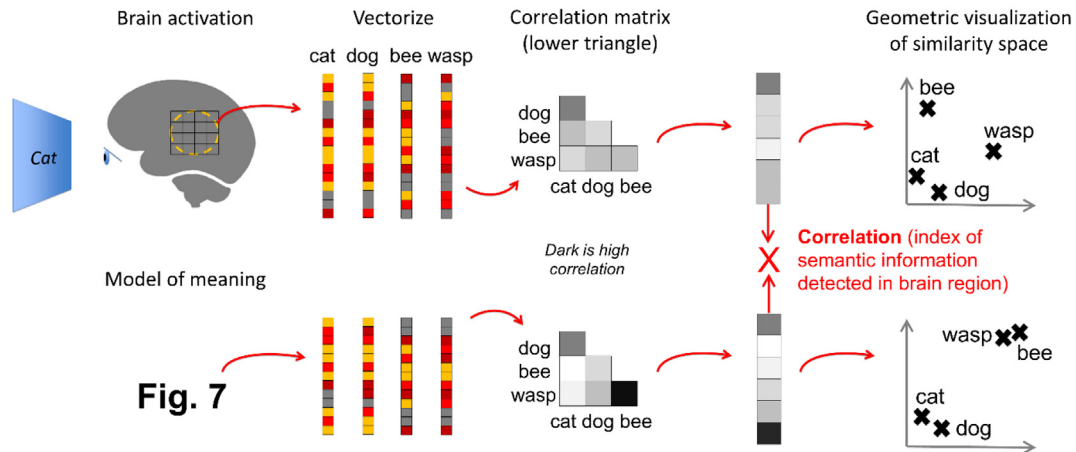 Brain activation
Vectorize
Correlation matrix
(lower triangle)
Geometric visualization
of similarity space
cat dog bee wasp
Cat
dog
bee
wasp
cat dog bee
bee
wasp
cat
dog
Dark is high
correlation
X
Correlation (index of
semantic information
detected in brain region)
Model of meaning
Fig. 7
dog
bee
wasp
cat dog bee
wasp
bee
cat
dog